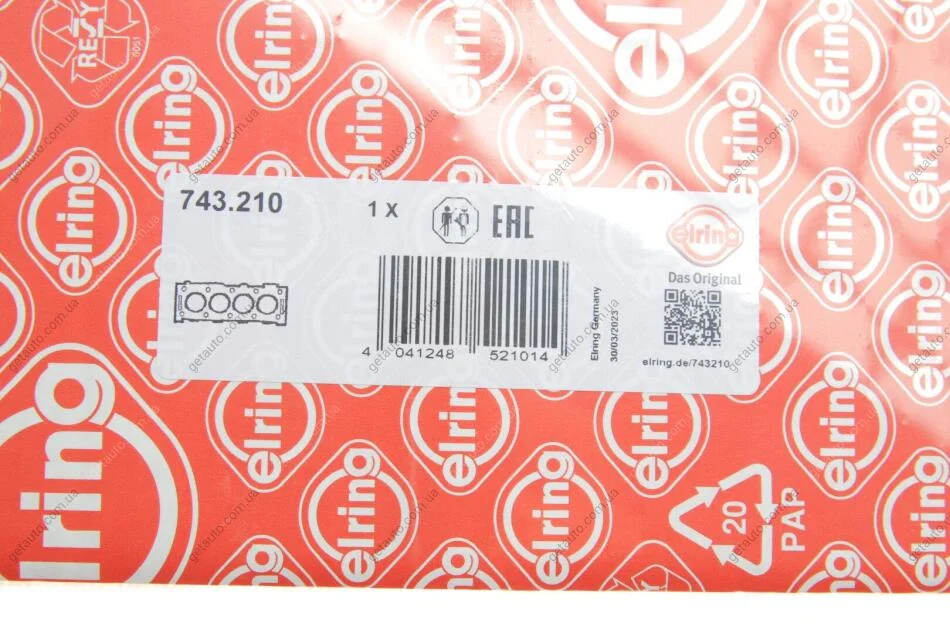 743.210
1 X
EAC
elring
Das Original
4 041248 521014
Elring Germany
30/03/2023
elring.de/743210
RESY
0051
20
PAP
elring
getauto.com.ua